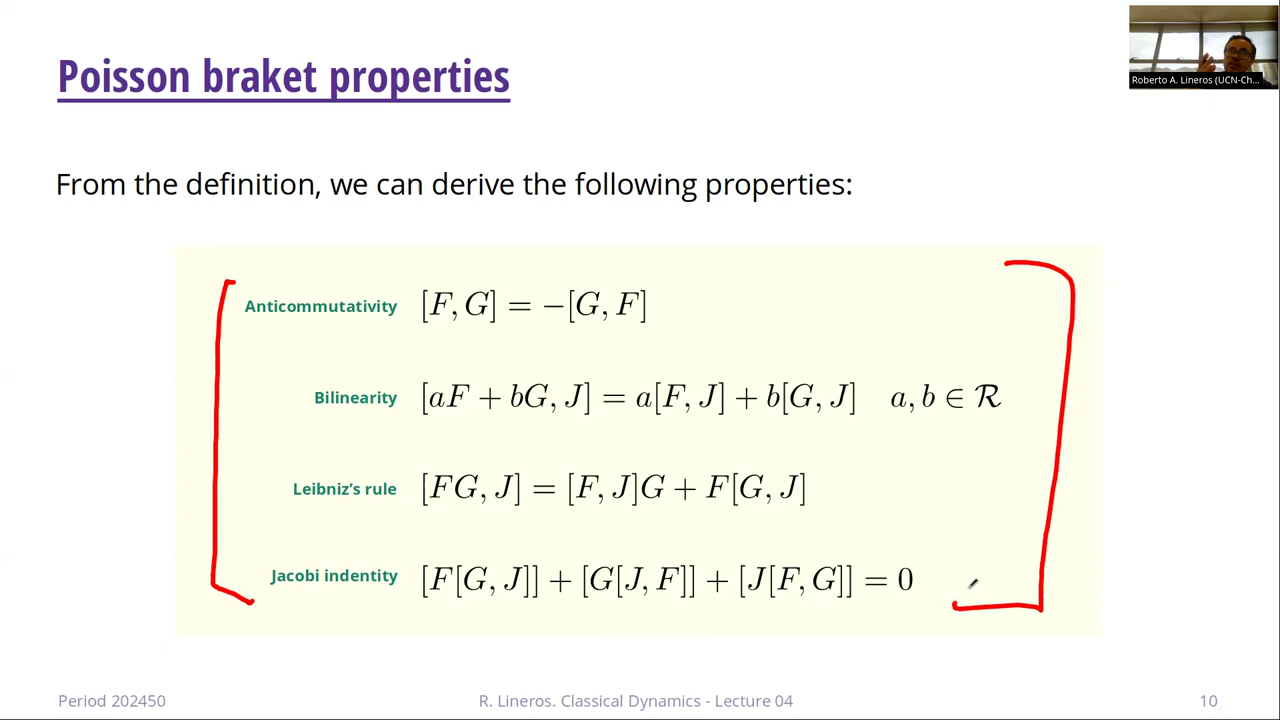 Poisson braket properties
Roberto A. Lineros (UCN-Ch...
From the definition, we can derive the following properties:
Anticommutativity [F, G] = −[G, F]
Bilinearity [aF + bG, J] = a[F, J] + b[G, J] a, b ∈ ℛ
Leibniz’s rule [FG, J] = [F, J]G + F[G, J]
Jacobi indentity [F[G, J]] + [G[J, F]] + [J[F, G]] = 0
Period 202450 R. Lineros. Classical Dynamics - Lecture 04 10